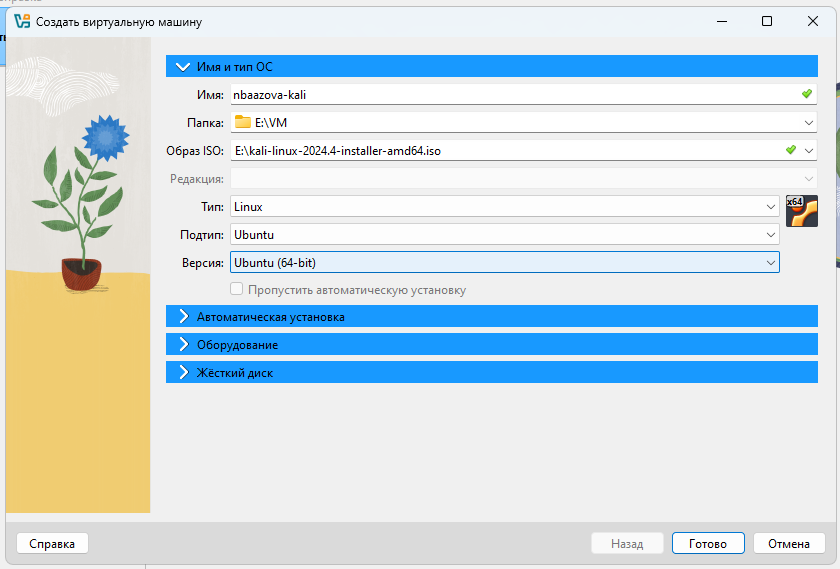 Создать виртуальную машину
Имя и тип ОС
Имя: nbaazova-kali
Папка: E:\VM
Образ ISO: E:\kali-linux-2024.4-installer-amd64.iso
Редакция:
Тип: Linux
x64
Подтип: Ubuntu
Версия: Ubuntu (64-bit)
Пропустить автоматическую установку
Автоматическая установка
Оборудование
Жёсткий диск
Справка Назад Готово Отмена